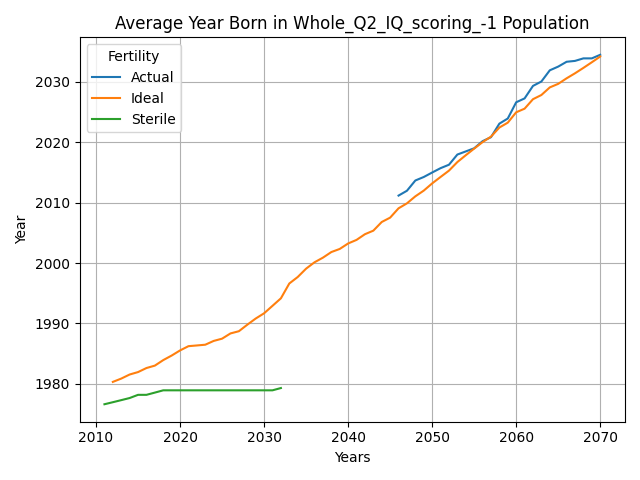 Average Year Born in Whole_Q2_IQ_scoring_-1 Population
Fertility
Actual
Ideal
Sterile
Year
2030
2020
2010
2000
1990
1980
2010 2020 2030 2040 2050 2060 2070
Years